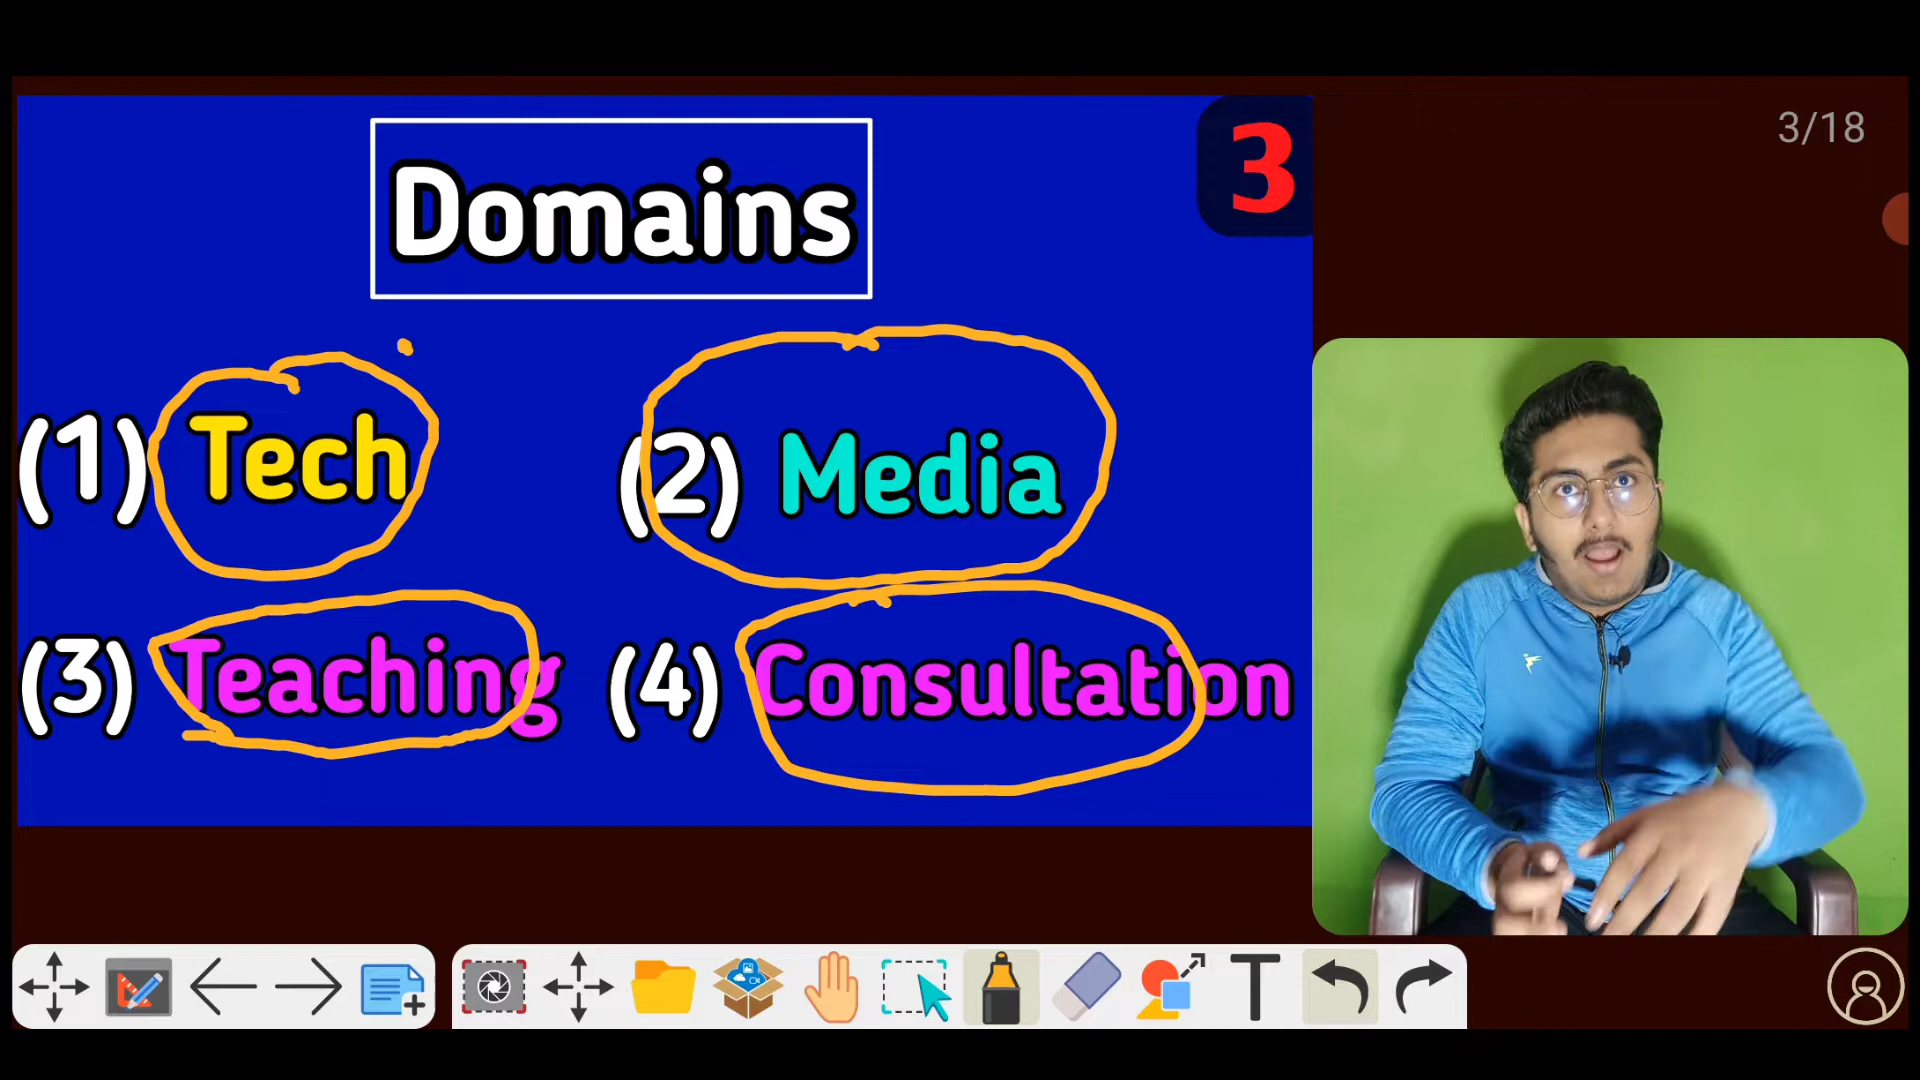 Domains
3
3/18
(1) Tech
(2) Media
(3) Teaching
(4) Consultation
T